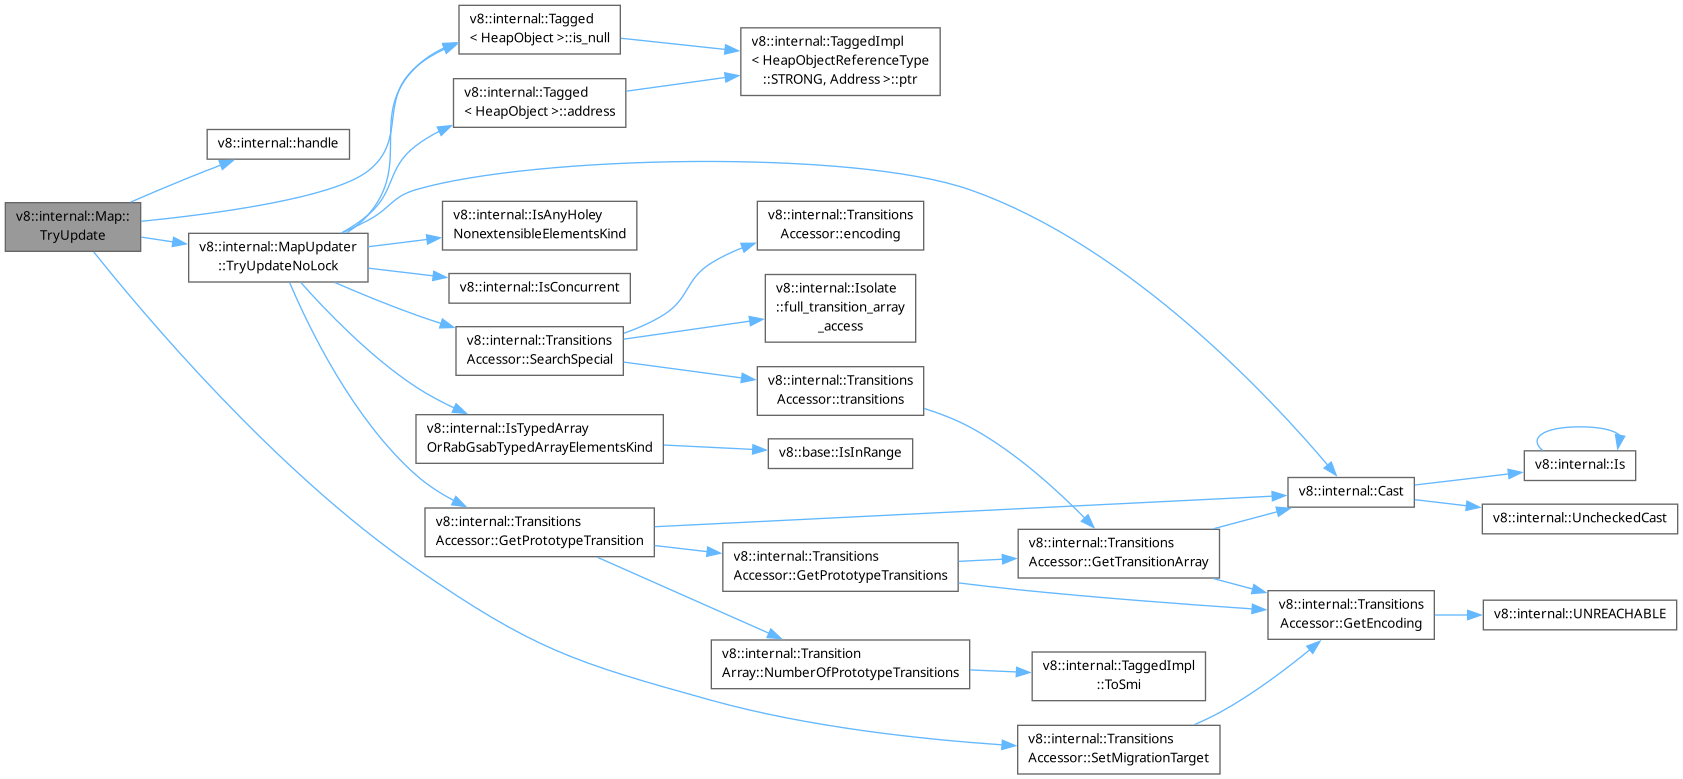 v8::internal::Map::
TryUpdate
v8::internal::handle
v8::internal::MapUpdater
::TryUpdateNoLock
v8::internal::Tagged
< HeapObject >::is_null
v8::internal::Tagged
< HeapObject >::address
v8::internal::IsAnyHoley
NonextensibleElementsKind
v8::internal::IsConcurrent
v8::internal::Transitions
Accessor::SearchSpecial
v8::internal::IsTypedArray
OrRabGsabTypedArrayElementsKind
v8::internal::Transitions
Accessor::GetPrototypeTransition
v8::internal::TaggedImpl
< HeapObjectReferenceType
::STRONG, Address >::ptr
v8::internal::Transitions
Accessor::encoding
v8::internal::Isolate
::full_transition_array
_access
v8::internal::Transitions
Accessor::transitions
v8::base::IsInRange
v8::internal::Transitions
Accessor::GetPrototypeTransitions
v8::internal::Transition
Array::NumberOfPrototypeTransitions
v8::internal::Transitions
Accessor::GetTransitionArray
v8::internal::TaggedImpl
::ToSmi
v8::internal::Transitions
Accessor::SetMigrationTarget
v8::internal::Cast
v8::internal::Transitions
Accessor::GetEncoding
v8::internal::Is
v8::internal::UncheckedCast
v8::internal::UNREACHABLE